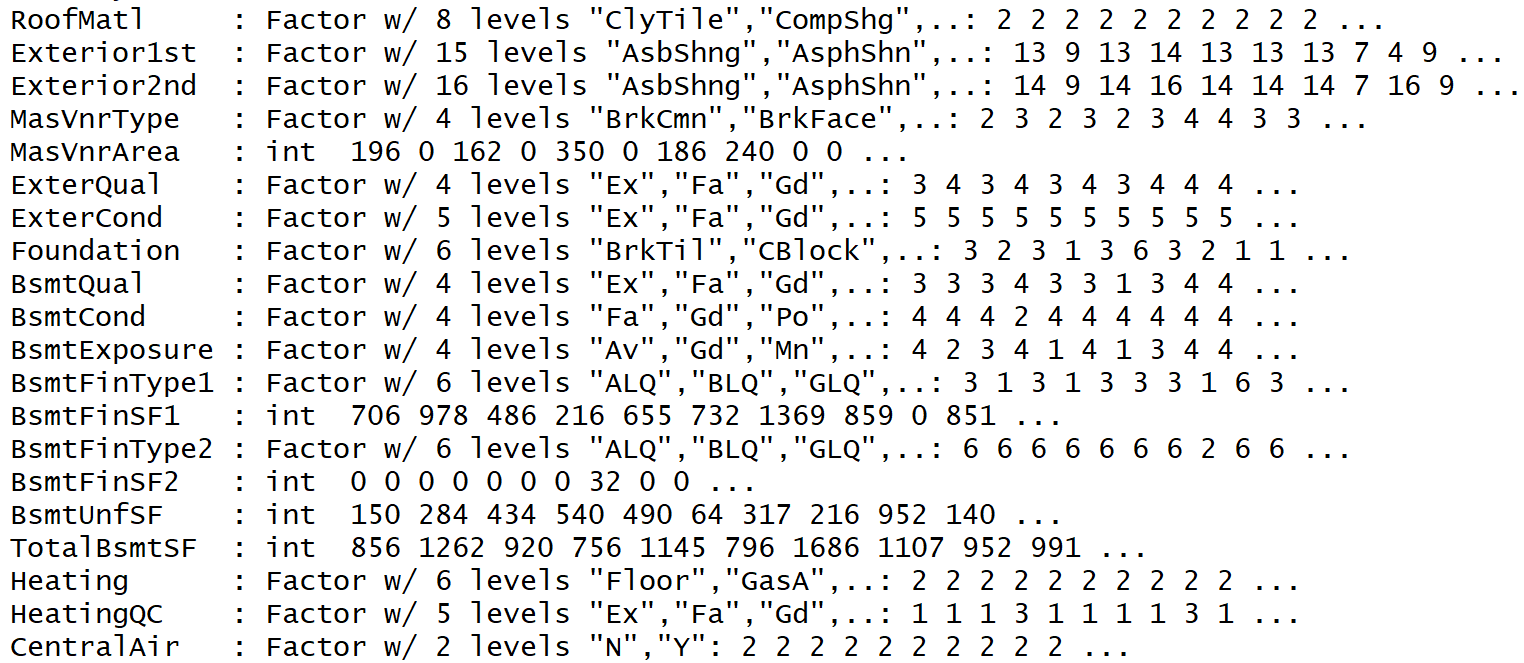 RoofMatl     : Factor w/ 8 levels "ClyTile","CompShg",..: 2 2 2 2 2 2 2 2 2 2 ...
Exterior1st  : Factor w/ 15 levels "AsbShng","AsphShn",..: 13 9 13 14 13 13 13 7 4 9 ...
Exterior2nd  : Factor w/ 16 levels "AsbShng","AsphShn",..: 14 9 14 16 14 14 14 7 16 9 ...
MasVnrType   : Factor w/ 4 levels "BrkCmn","BrkFace",..: 2 3 2 3 2 3 4 4 3 3 ...
MasVnrArea   : int  196 0 162 0 350 0 186 240 0 0 ...
ExterQual    : Factor w/ 4 levels "Ex","Fa","Gd",..: 3 4 3 4 3 4 3 4 4 4 ...
ExterCond    : Factor w/ 5 levels "Ex","Fa","Gd",..: 5 5 5 5 5 5 5 5 5 5 ...
Foundation   : Factor w/ 6 levels "BrkTil","CBlock",..: 3 2 3 1 3 6 3 2 1 1 ...
BsmtQual     : Factor w/ 4 levels "Ex","Fa","Gd",..: 3 3 3 4 3 3 1 3 4 4 ...
BsmtCond     : Factor w/ 4 levels "Fa","Gd","Po",..: 4 4 4 2 4 4 4 4 4 4 ...
BsmtExposure : Factor w/ 4 levels "Av","Gd","Mn",..: 4 2 3 4 1 4 1 3 4 4 ...
BsmtFinType1 : Factor w/ 6 levels "ALQ","BLQ","GLQ",..: 3 1 3 1 3 3 3 1 6 3 ...
BsmtFinSF1   : int  706 978 486 216 655 732 1369 859 0 851 ...
BsmtFinType2 : Factor w/ 6 levels "ALQ","BLQ","GLQ",..: 6 6 6 6 6 6 6 2 6 6 ...
BsmtFinSF2   : int  0 0 0 0 0 0 0 32 0 0 ...
BsmtUnfSF    : int  150 284 434 540 490 64 317 216 952 140 ...
TotalBsmtSF  : int  856 1262 920 756 1145 796 1686 1107 952 991 ...
Heating      : Factor w/ 6 levels "Floor","GasA",..: 2 2 2 2 2 2 2 2 2 2 ...
HeatingQC    : Factor w/ 5 levels "Ex","Fa","Gd",..: 1 1 1 3 1 1 1 1 3 1 ...
CentralAir   : Factor w/ 2 levels "N","Y": 2 2 2 2 2 2 2 2 2 2 ...